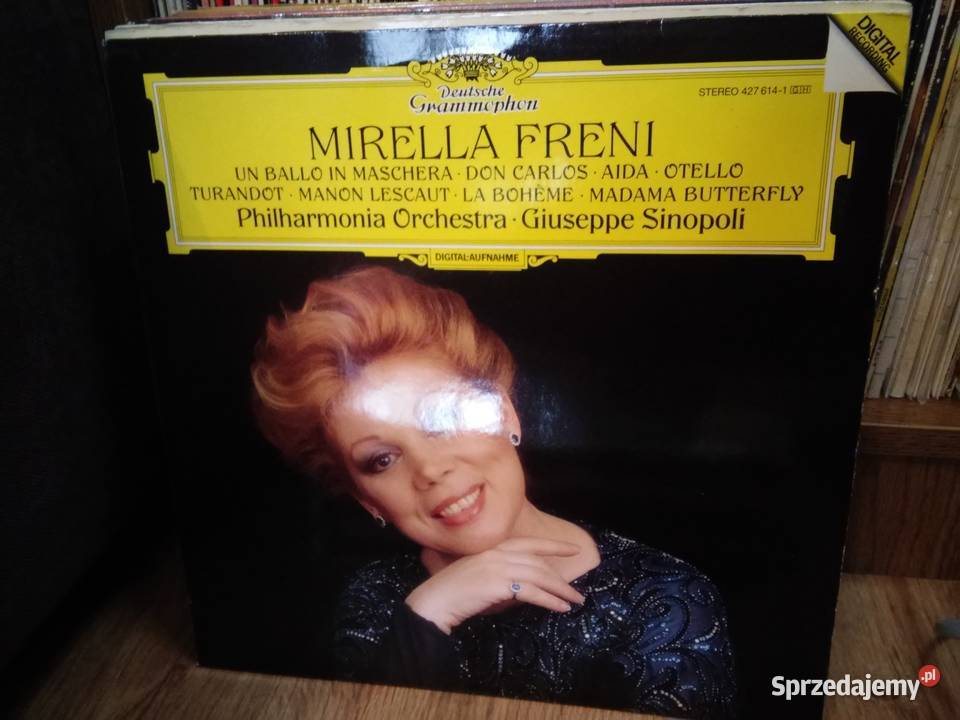 DIGITAL
RECORDING
Deutsche
Grammophon
STEREO 427 614-1 GH
MIRELLA FRENI
UN BALLO IN MASCHERA · DON CARLOS · AIDA · OTELLO
TURANDOT · MANON LESCAUT · LA BOHÈME · MADAMA BUTTERFLY
Philharmonia Orchestra · Giuseppe Sinopoli
DIGITAL-AUFNAHME
Sprzedajemy.pl